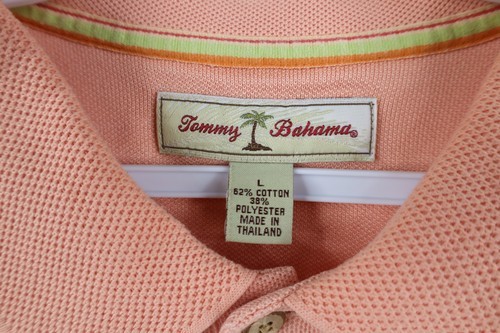 Tommy Bahama®
L
62% COTTON
38%
POLYESTER
MADE IN
THAILAND